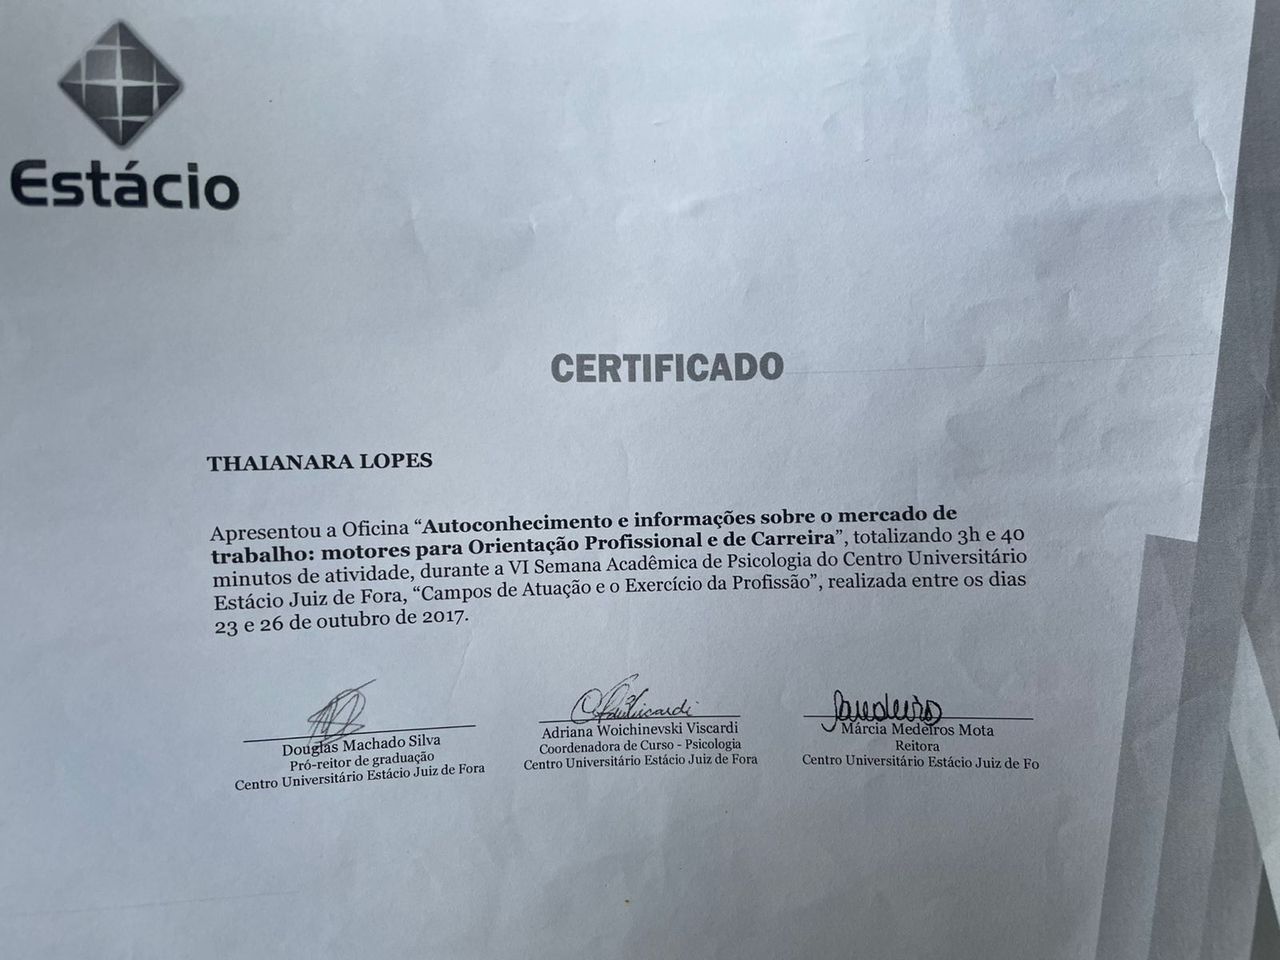 Estácio
CERTIFICADO
THAIANARA LOPES
Apresentou a Oficina “Autoconhecimento e informações sobre o mercado de
trabalho: motores para Orientação Profissional e de Carreira”, totalizando 3h e 40
minutos de atividade, durante a VI Semana Acadêmica de Psicologia do Centro Universitário
Estácio Juiz de Fora, “Campos de Atuação e o Exercício da Profissão”, realizada entre os dias
23 e 26 de outubro de 2017.
Douglas Machado Silva
Pró-reitor de graduação
Centro Universitário Estácio Juiz de Fora
Adriana Woichinevski Viscardi
Coordenadora de Curso - Psicologia
Centro Universitário Estácio Juiz de Fora
Márcia Medeiros Mota
Reitora
Centro Universitário Estácio Juiz de Fo